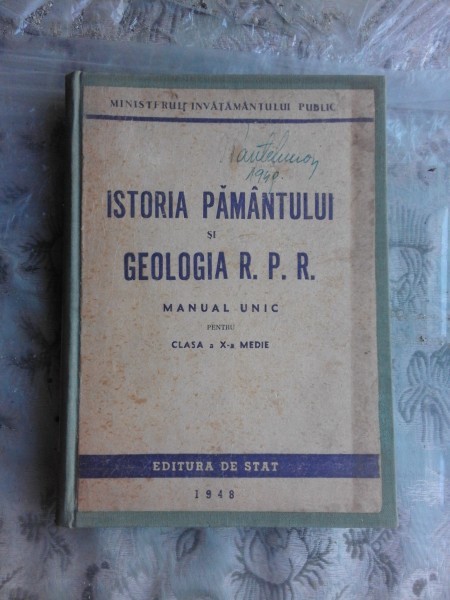 MINISTERUL INVĂȚĂMÂNTULUI PUBLIC
1949
ISTORIA PĂMÂNTULUI
ȘI
GEOLOGIA R. P. R.
MANUAL UNIC
PENTRU
CLASA a X-a MEDIE
EDITURA DE STAT
1948